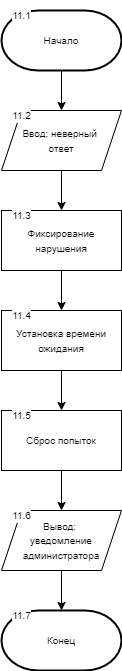 11.1
Начало
11.2
Ввод: неверный
ответ
11.3
Фиксирование
нарушения
11.4
Установка времени
ожидания
11.5
Сброс попыток
11.6
Вывод:
уведомление
администратора
11.7
Конец